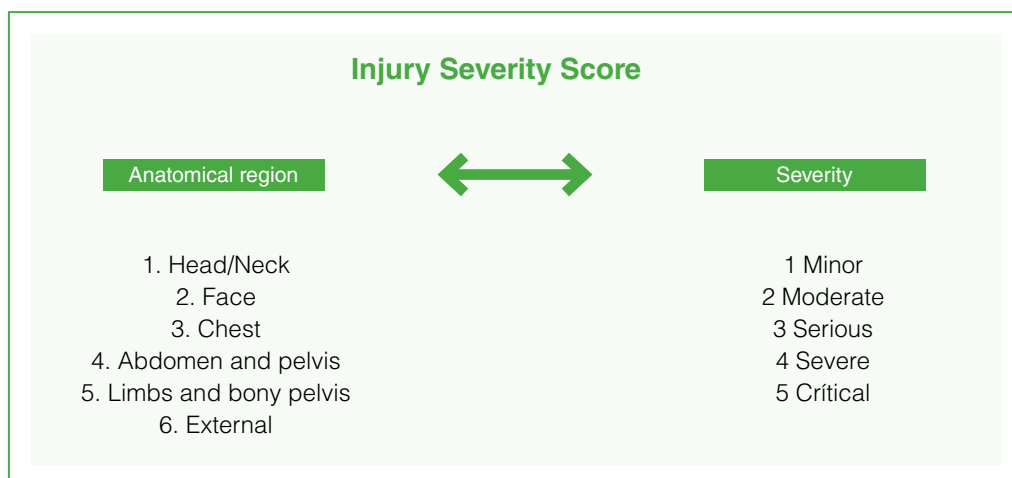 Injury Severity Score
Anatomical region
Severity
1. Head/Neck
2. Face
3. Chest
4. Abdomen and pelvis
5. Limbs and bony pelvis
6. External
1 Minor
2 Moderate
3 Serious
4 Severe
5 Crítical